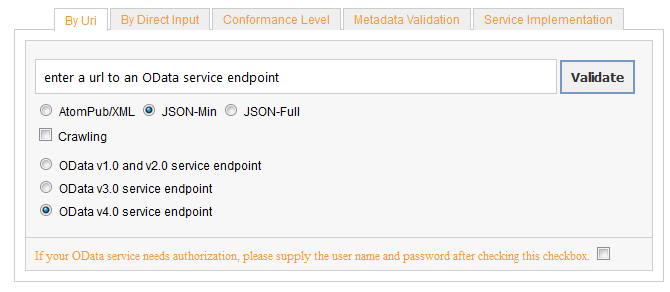 By Uri By Direct Input Conformance Level Metadata Validation Service Implementation
enter a url to an OData service endpoint Validate
AtomPub/XML JSON-Min JSON-Full
Crawling
OData v1.0 and v2.0 service endpoint
OData v3.0 service endpoint
OData v4.0 service endpoint
If your OData service needs authorization, please supply the user name and password after checking this checkbox.